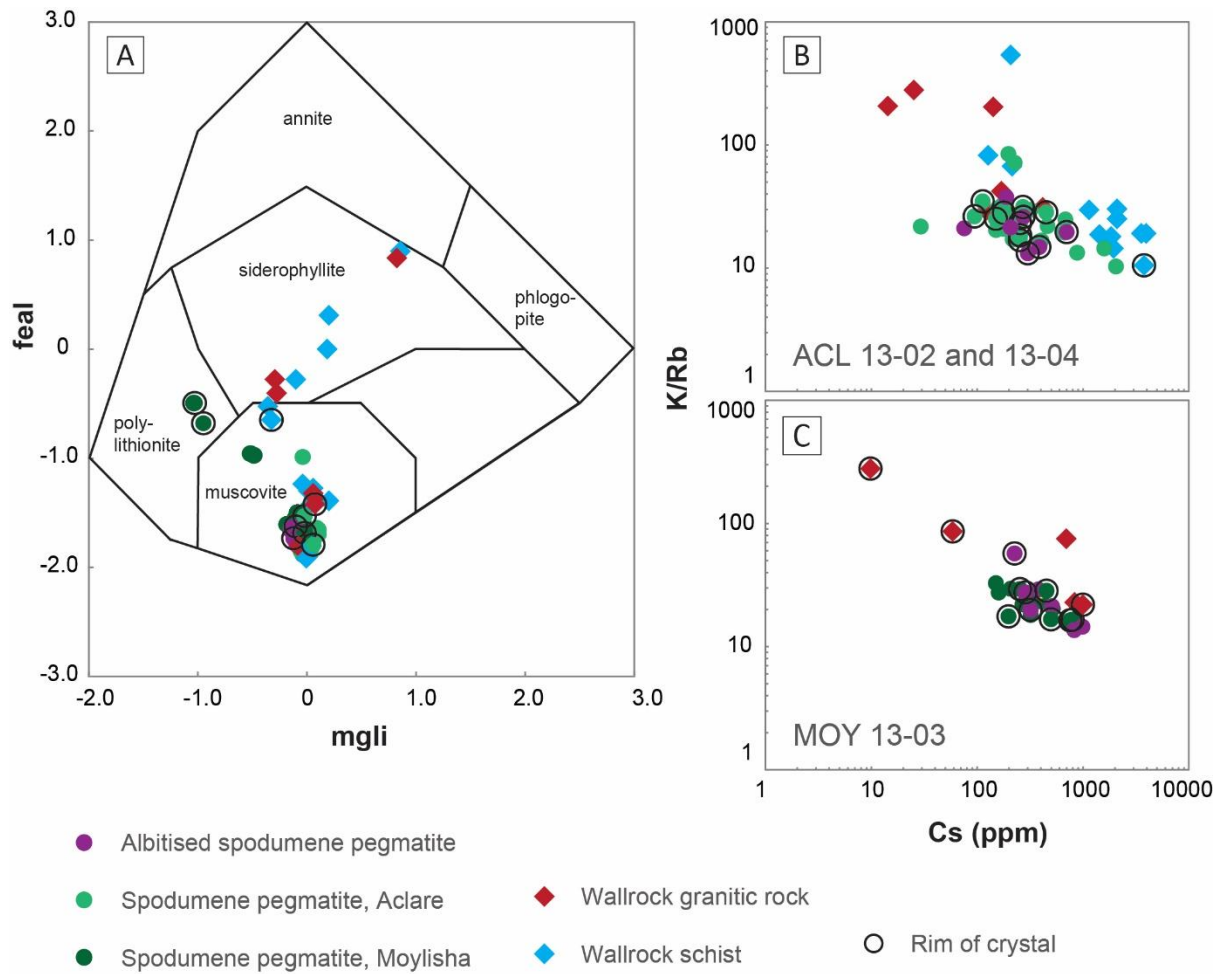 A
3.0
2.0
1.0
0
-1.0
-2.0
-3.0
feal
annite
siderophyllite
phlogo-
pite
poly-
lithionite
muscovite
-2.0 -1.0 0 1.0 2.0 3.0
mgli
B
1000
100
10
1
ACL 13-02 and 13-04
K/Rb
C
1000
100
10
1
MOY 13-03
1 10 100 1000 10000
Cs (ppm)
Albitised spodumene pegmatite
Spodumene pegmatite, Aclare
Spodumene pegmatite, Moylisha
Wallrock granitic rock
Wallrock schist
Rim of crystal